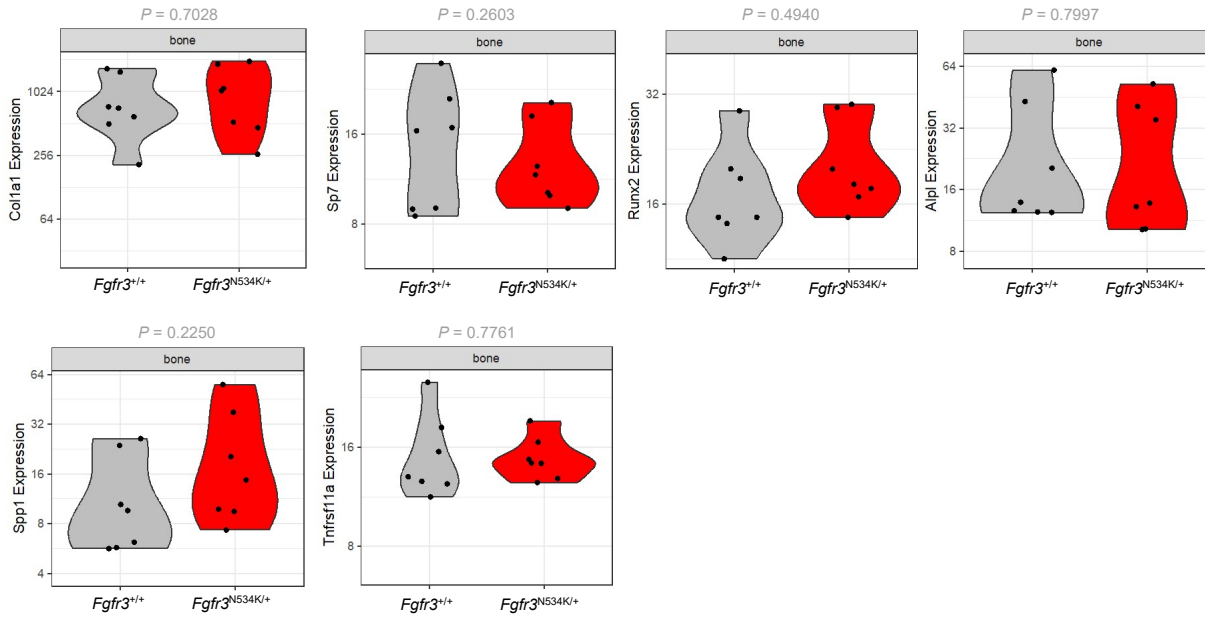 P = 0.7028
bone
Col1a1 Expression
1024
256
64
Fgfr3+/+
Fgfr3N534K/+
P = 0.2603
bone
Sp7 Expression
16
8
Fgfr3+/+
Fgfr3N534K/+
P = 0.4940
bone
Runx2 Expression
32
16
Fgfr3+/+
Fgfr3N534K/+
P = 0.7997
bone
Alpl Expression
64
32
16
8
Fgfr3+/+
Fgfr3N534K/+
P = 0.2250
bone
Spp1 Expression
64
32
16
8
4
Fgfr3+/+
Fgfr3N534K/+
P = 0.7761
bone
Tnfrsf11a Expression
16
8
Fgfr3+/+
Fgfr3N534K/+